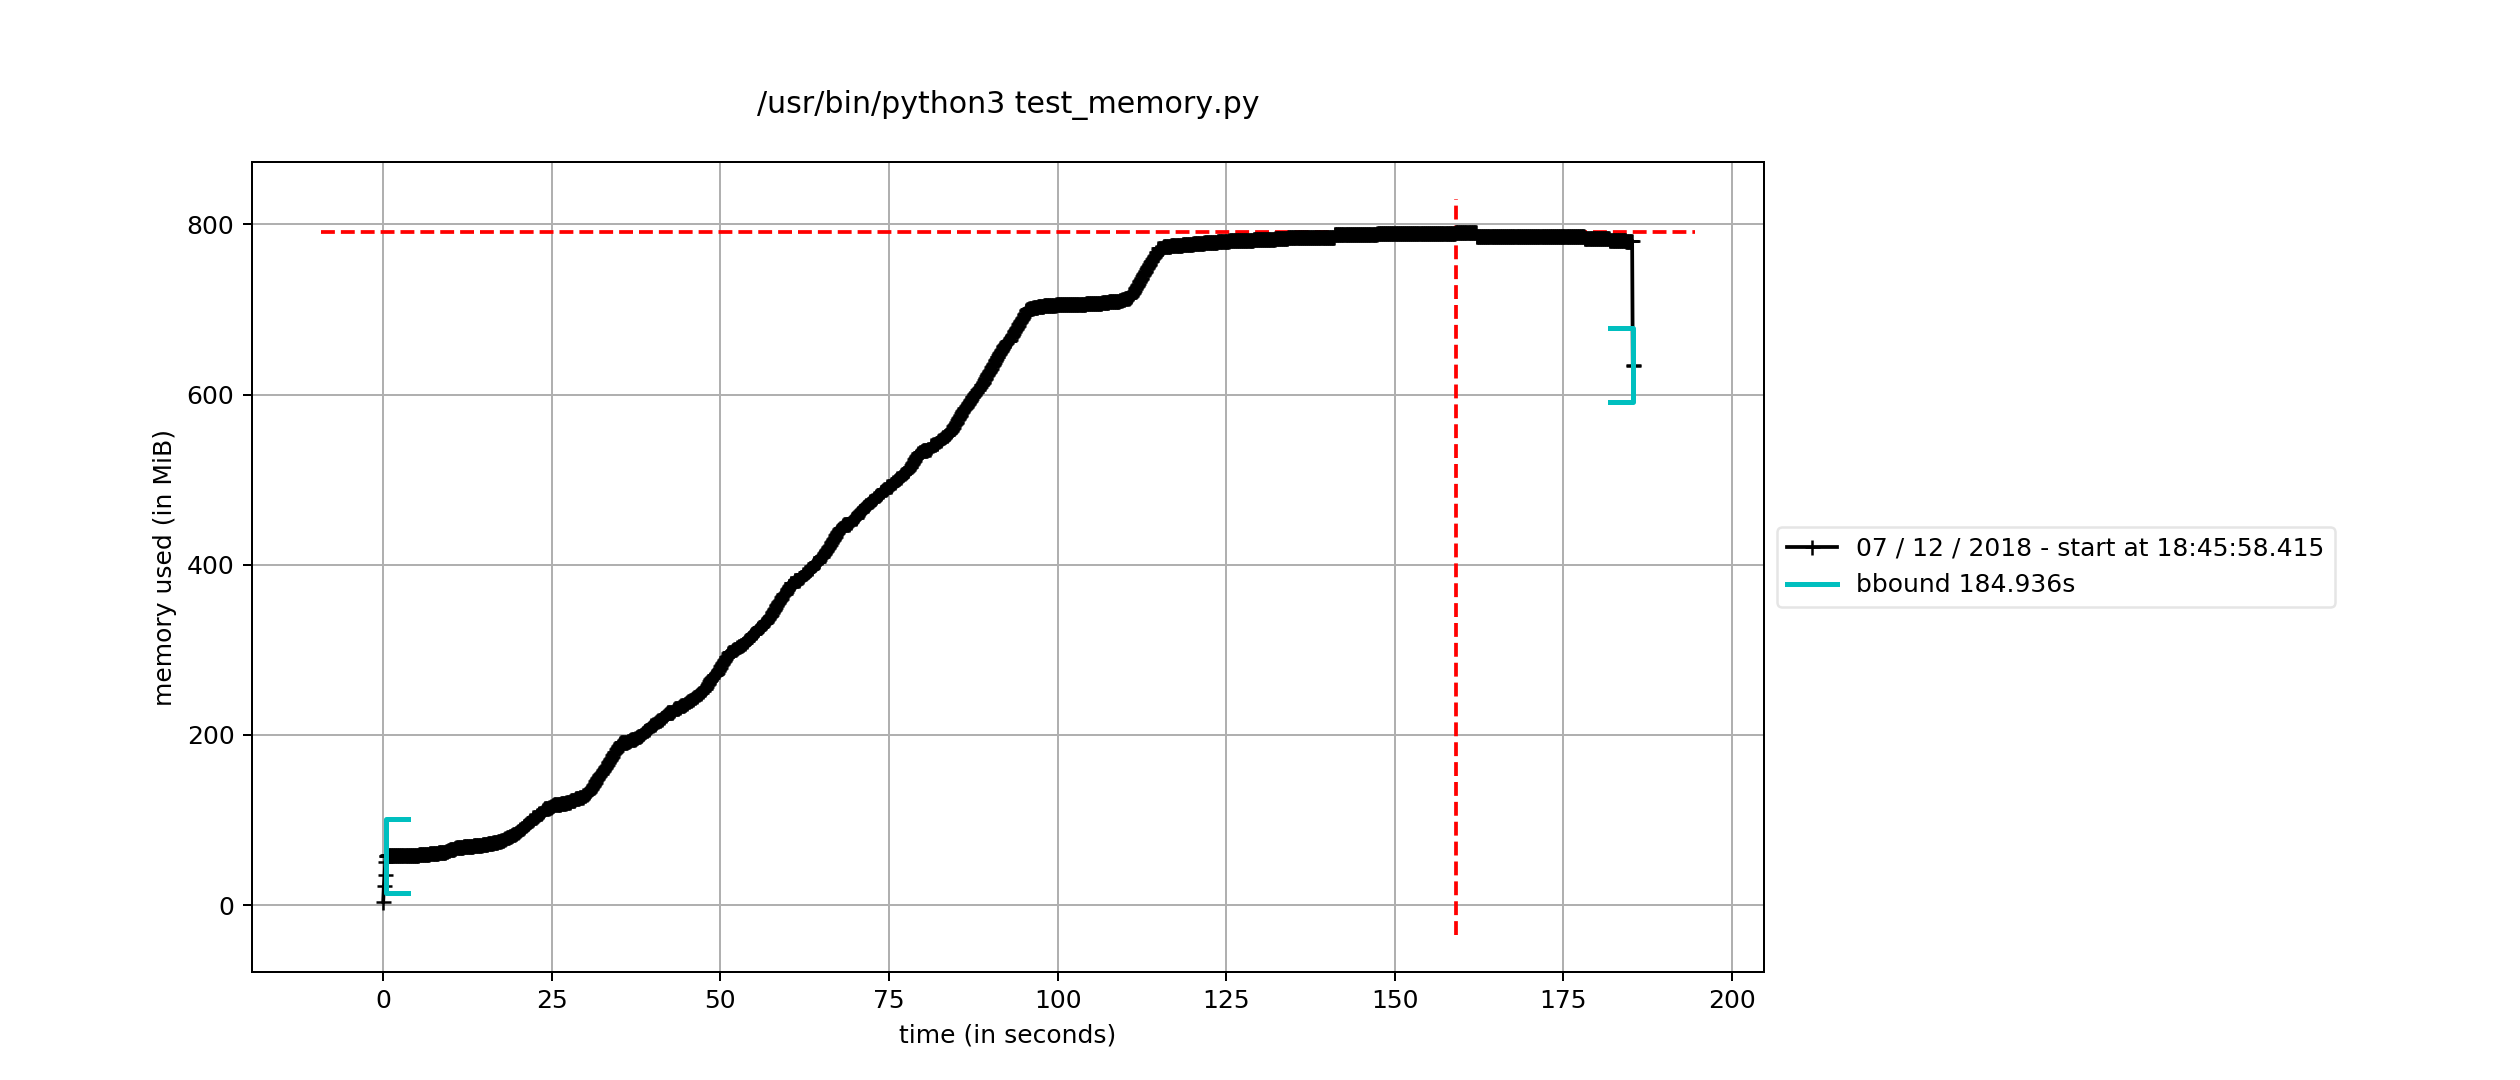 /usr/bin/python3 test_memory.py
800
600
400
200
0
memory used (in MiB)
0 25 50 75 100 125 150 175 200
time (in seconds)
07 / 12 / 2018 - start at 18:45:58.415
bbound 184.936s